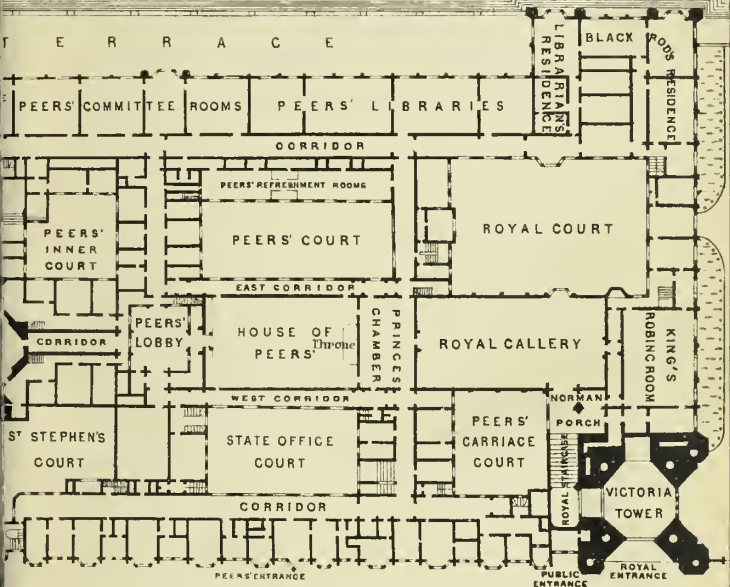 TERRACE
LIBRARIAN'S RESIDENCE
BLACK ROD'S RESIDENCE
PEERS' COMMITTEE ROOMS
PEERS' LIBRARIES
CORRIDOR
PEERS' REFRESHMENT ROOMS
PEERS'
INNER
COURT
PEERS' COURT
ROYAL COURT
EAST CORRIDOR
CORRIDOR
PEERS'
LOBBY
HOUSE OF
PEERS'
Throne
PRINCES
CHAMBER
ROYAL GALLERY
KING'S
ROBING ROOM
WEST CORRIDOR
NORMAN
PORCH
ST STEPHEN'S
COURT
STATE OFFICE
COURT
PEERS'
CARRIAGE
COURT
ROYAL STAIRCASE
VICTORIA
TOWER
CORRIDOR
PEERS' ENTRANCE
PUBLIC
ENTRANCE
ROYAL
ENTRANCE